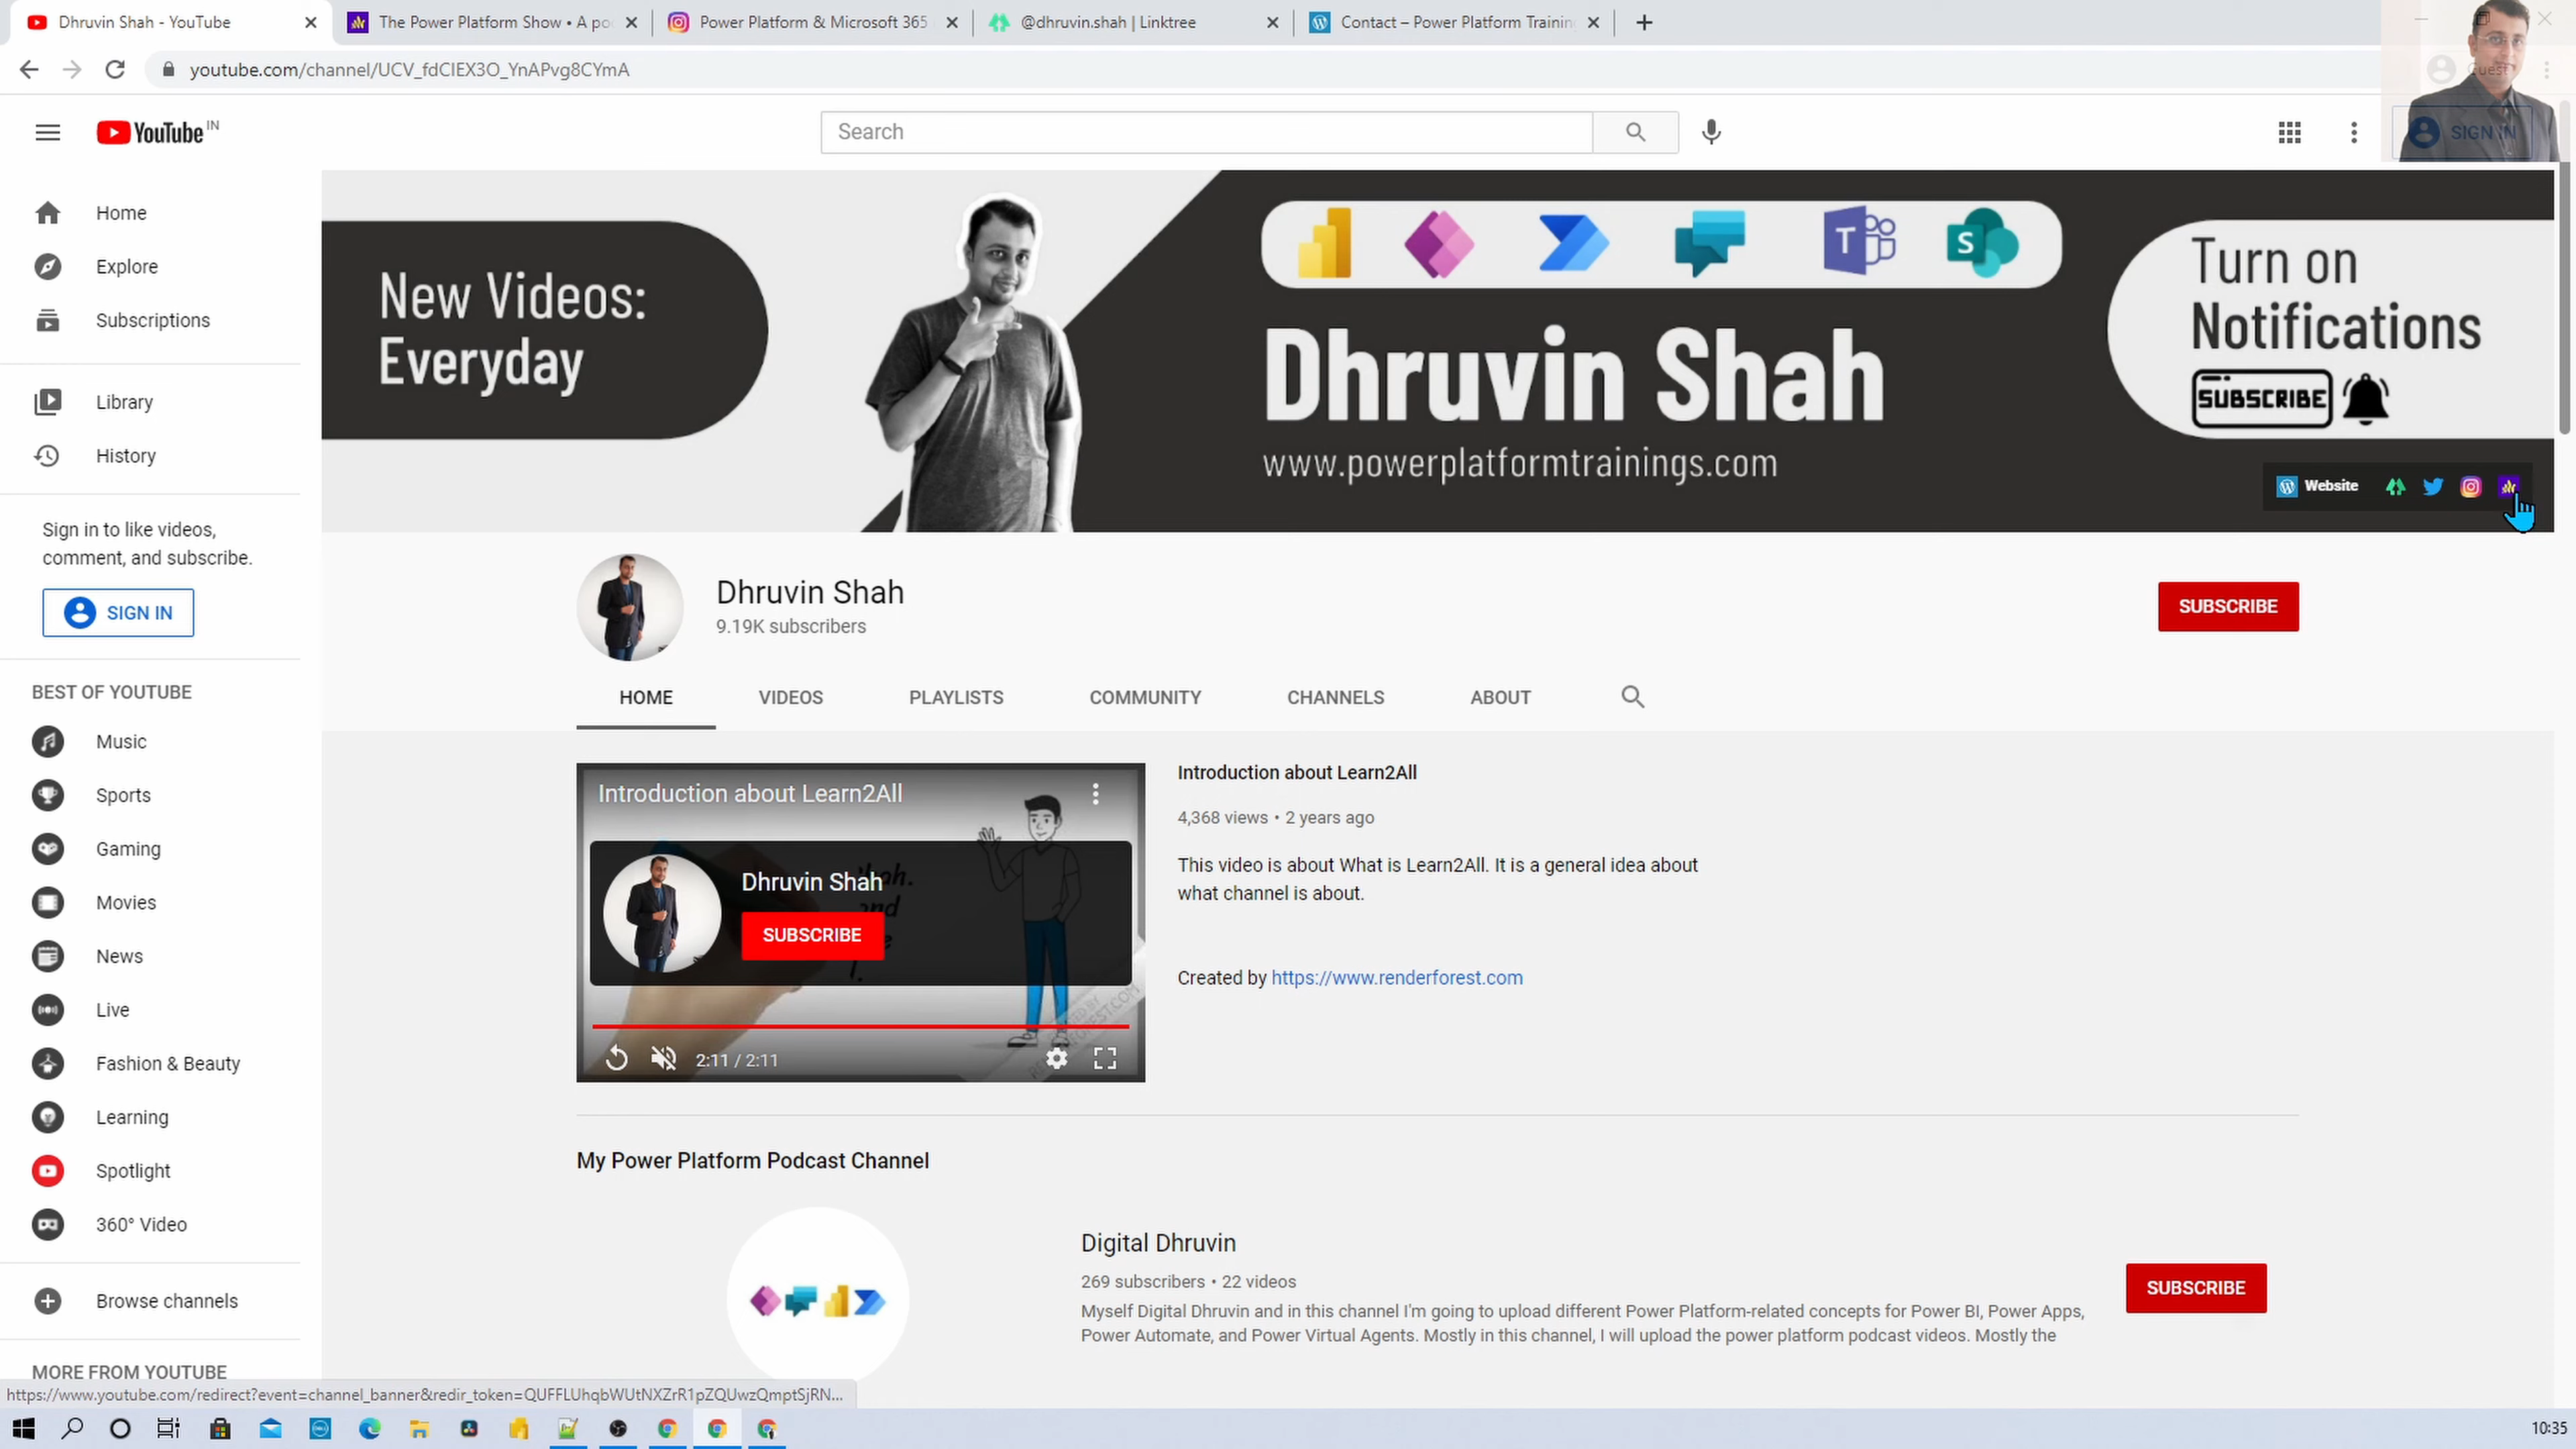 Dhruvin Shah - YouTube
The Power Platform Show • A po
Power Platform & Microsoft 365
@dhruvin.shah | Linktree
Contact – Power Platform Trainin
youtube.com/channel/UCV_fdCIEX3O_YnAPvg8CYmA
Guest
YouTube IN
Search
SIGN IN
Home
Explore
Subscriptions
Library
History
Sign in to like videos,
comment, and subscribe.
SIGN IN
BEST OF YOUTUBE
Music
Sports
Gaming
Movies
News
Live
Fashion & Beauty
Learning
Spotlight
360° Video
Browse channels
MORE FROM YOUTUBE
New Videos:
Everyday
T
S
Dhruvin Shah
www.powerplatformtrainings.com
Turn on
Notifications
SUBSCRIBE
Website
Dhruvin Shah
9.19K subscribers
SUBSCRIBE
HOME
VIDEOS
PLAYLISTS
COMMUNITY
CHANNELS
ABOUT
Introduction about Learn2All
Dhruvin Shah
SUBSCRIBE
2:11 / 2:11
Introduction about Learn2All
4,368 views • 2 years ago
This video is about What is Learn2All. It is a general idea about
what channel is about.
Created by https://www.renderforest.com
My Power Platform Podcast Channel
Digital Dhruvin
269 subscribers • 22 videos
Myself Digital Dhruvin and in this channel I'm going to upload different Power Platform-related concepts for Power BI, Power Apps,
Power Automate, and Power Virtual Agents. Mostly in this channel, I will upload the power platform podcast videos. Mostly the
SUBSCRIBE
https://www.youtube.com/redirect?event=channel_banner&redir_token=QUFFLUhqbWUtNXZrR1pZQUwzQmptSjRN...
10:35